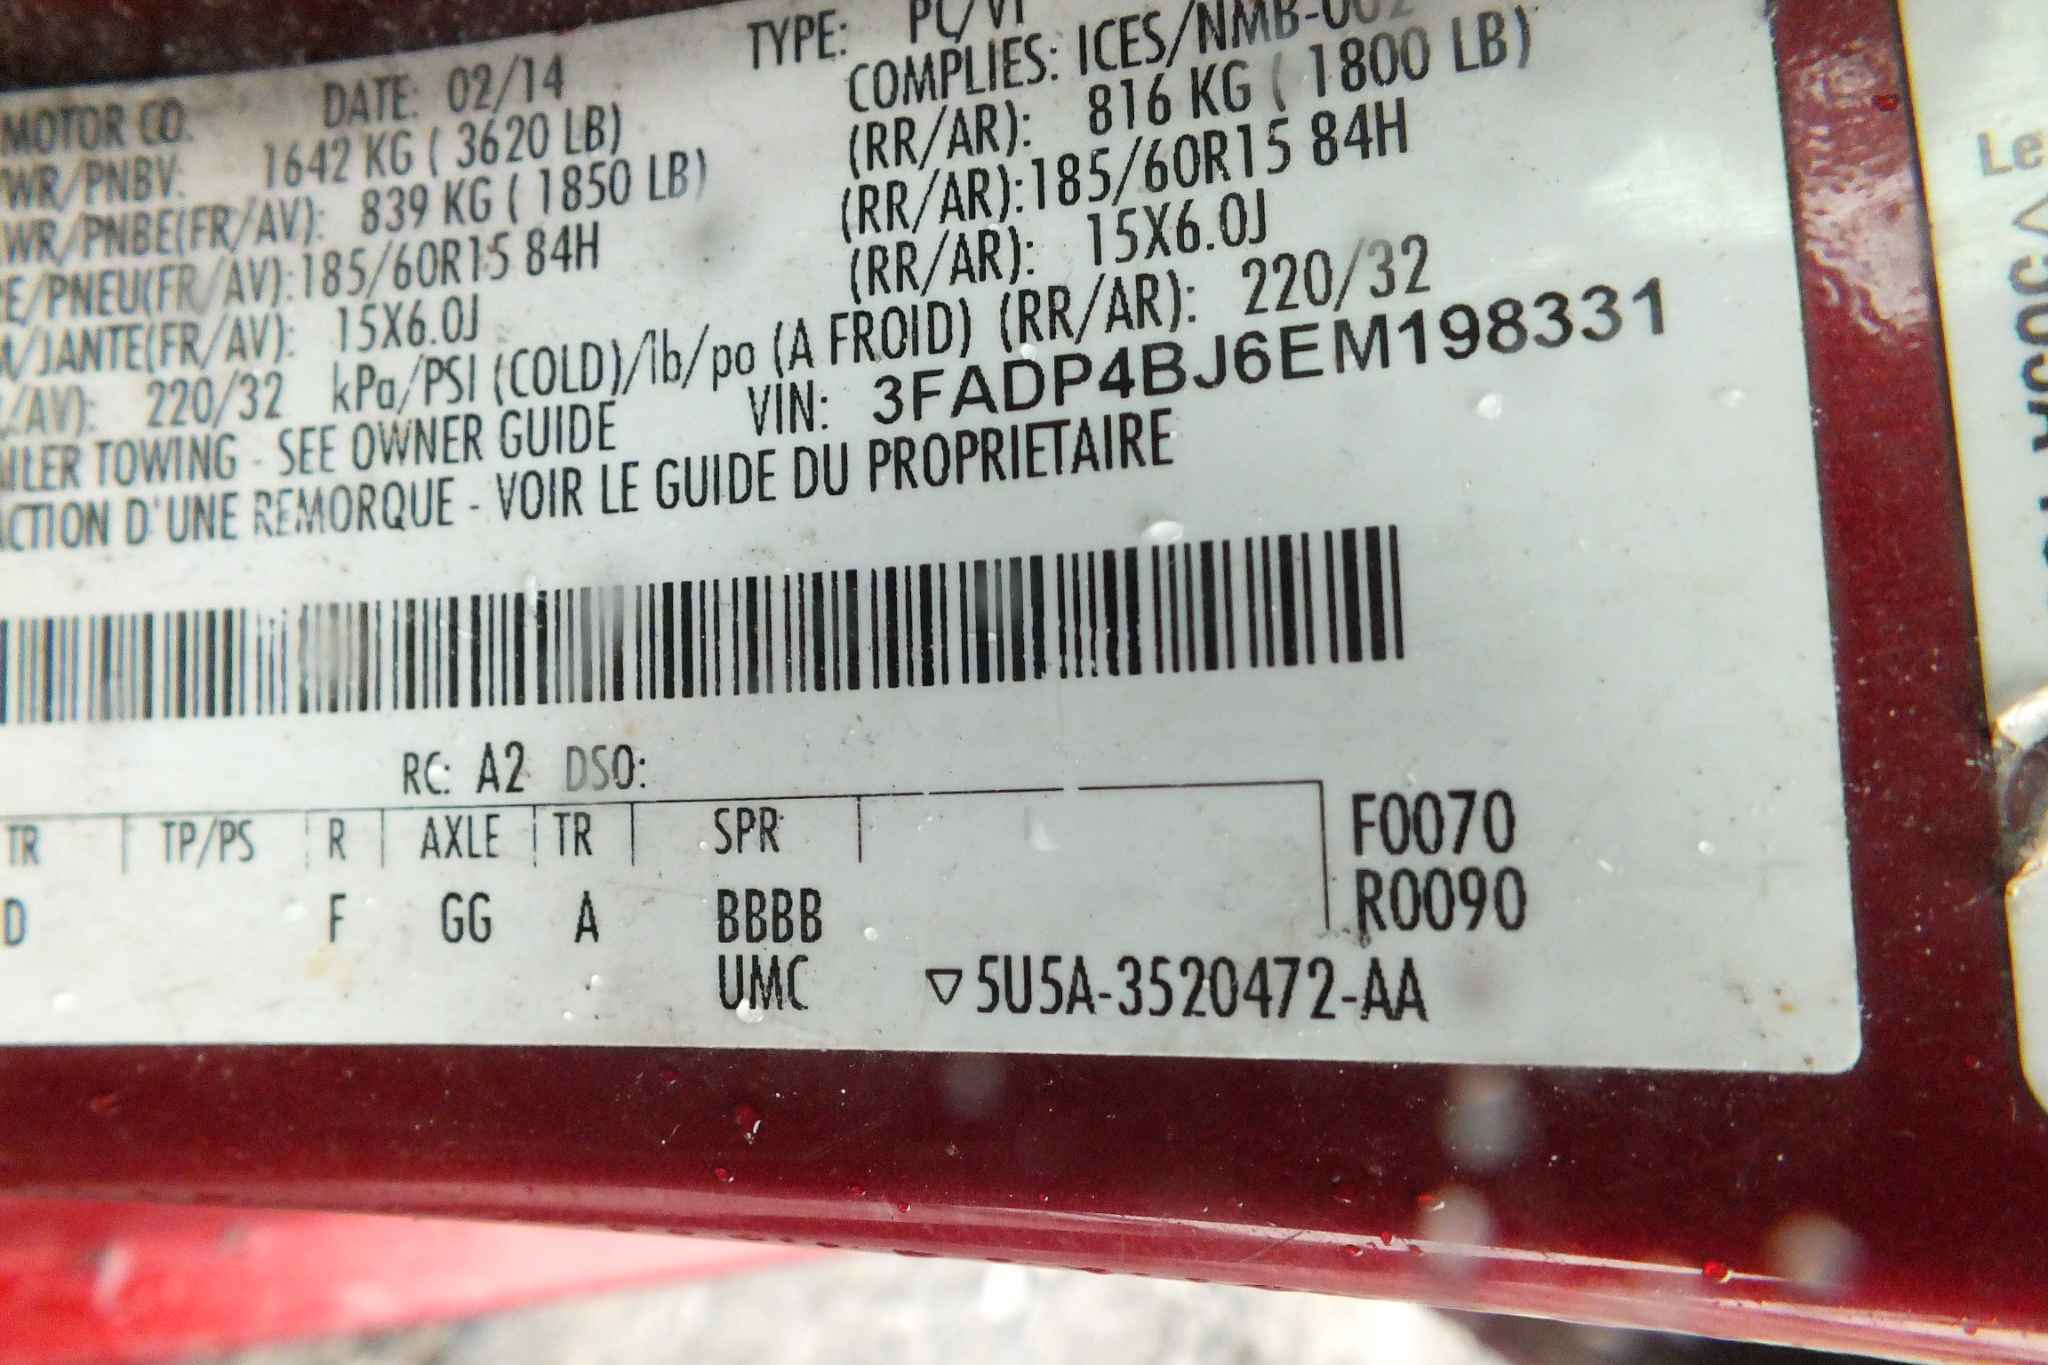 MOTOR CO. DATE: 02/14 TYPE: PC/VP
WR/PNBV: 1642 KG ( 3620 LB) COMPLIES: ICES/NMB-002
WR/PNBE(FR/AV): 839 KG ( 1850 LB) (RR/AR): 816 KG ( 1800 LB)
E/PNEU(FR/AV):185/60R15 84H (RR/AR):185/60R15 84H
/JANTE(FR/AV): 15X6.0J (RR/AR): 15X6.0J
/AV): 220/32 kPa/PSI (COLD)/lb/po (A FROID) (RR/AR): 220/32
AILER TOWING - SEE OWNER GUIDE VIN: 3FADP4BJ6EM198331
ACTION D'UNE REMORQUE - VOIR LE GUIDE DU PROPRIETAIRE
RC: A2 DSO:
TR TP/PS R AXLE TR SPR F0070
D F GG A BBBB R0090
UMC ▽5U5A-3520472-AA
Le